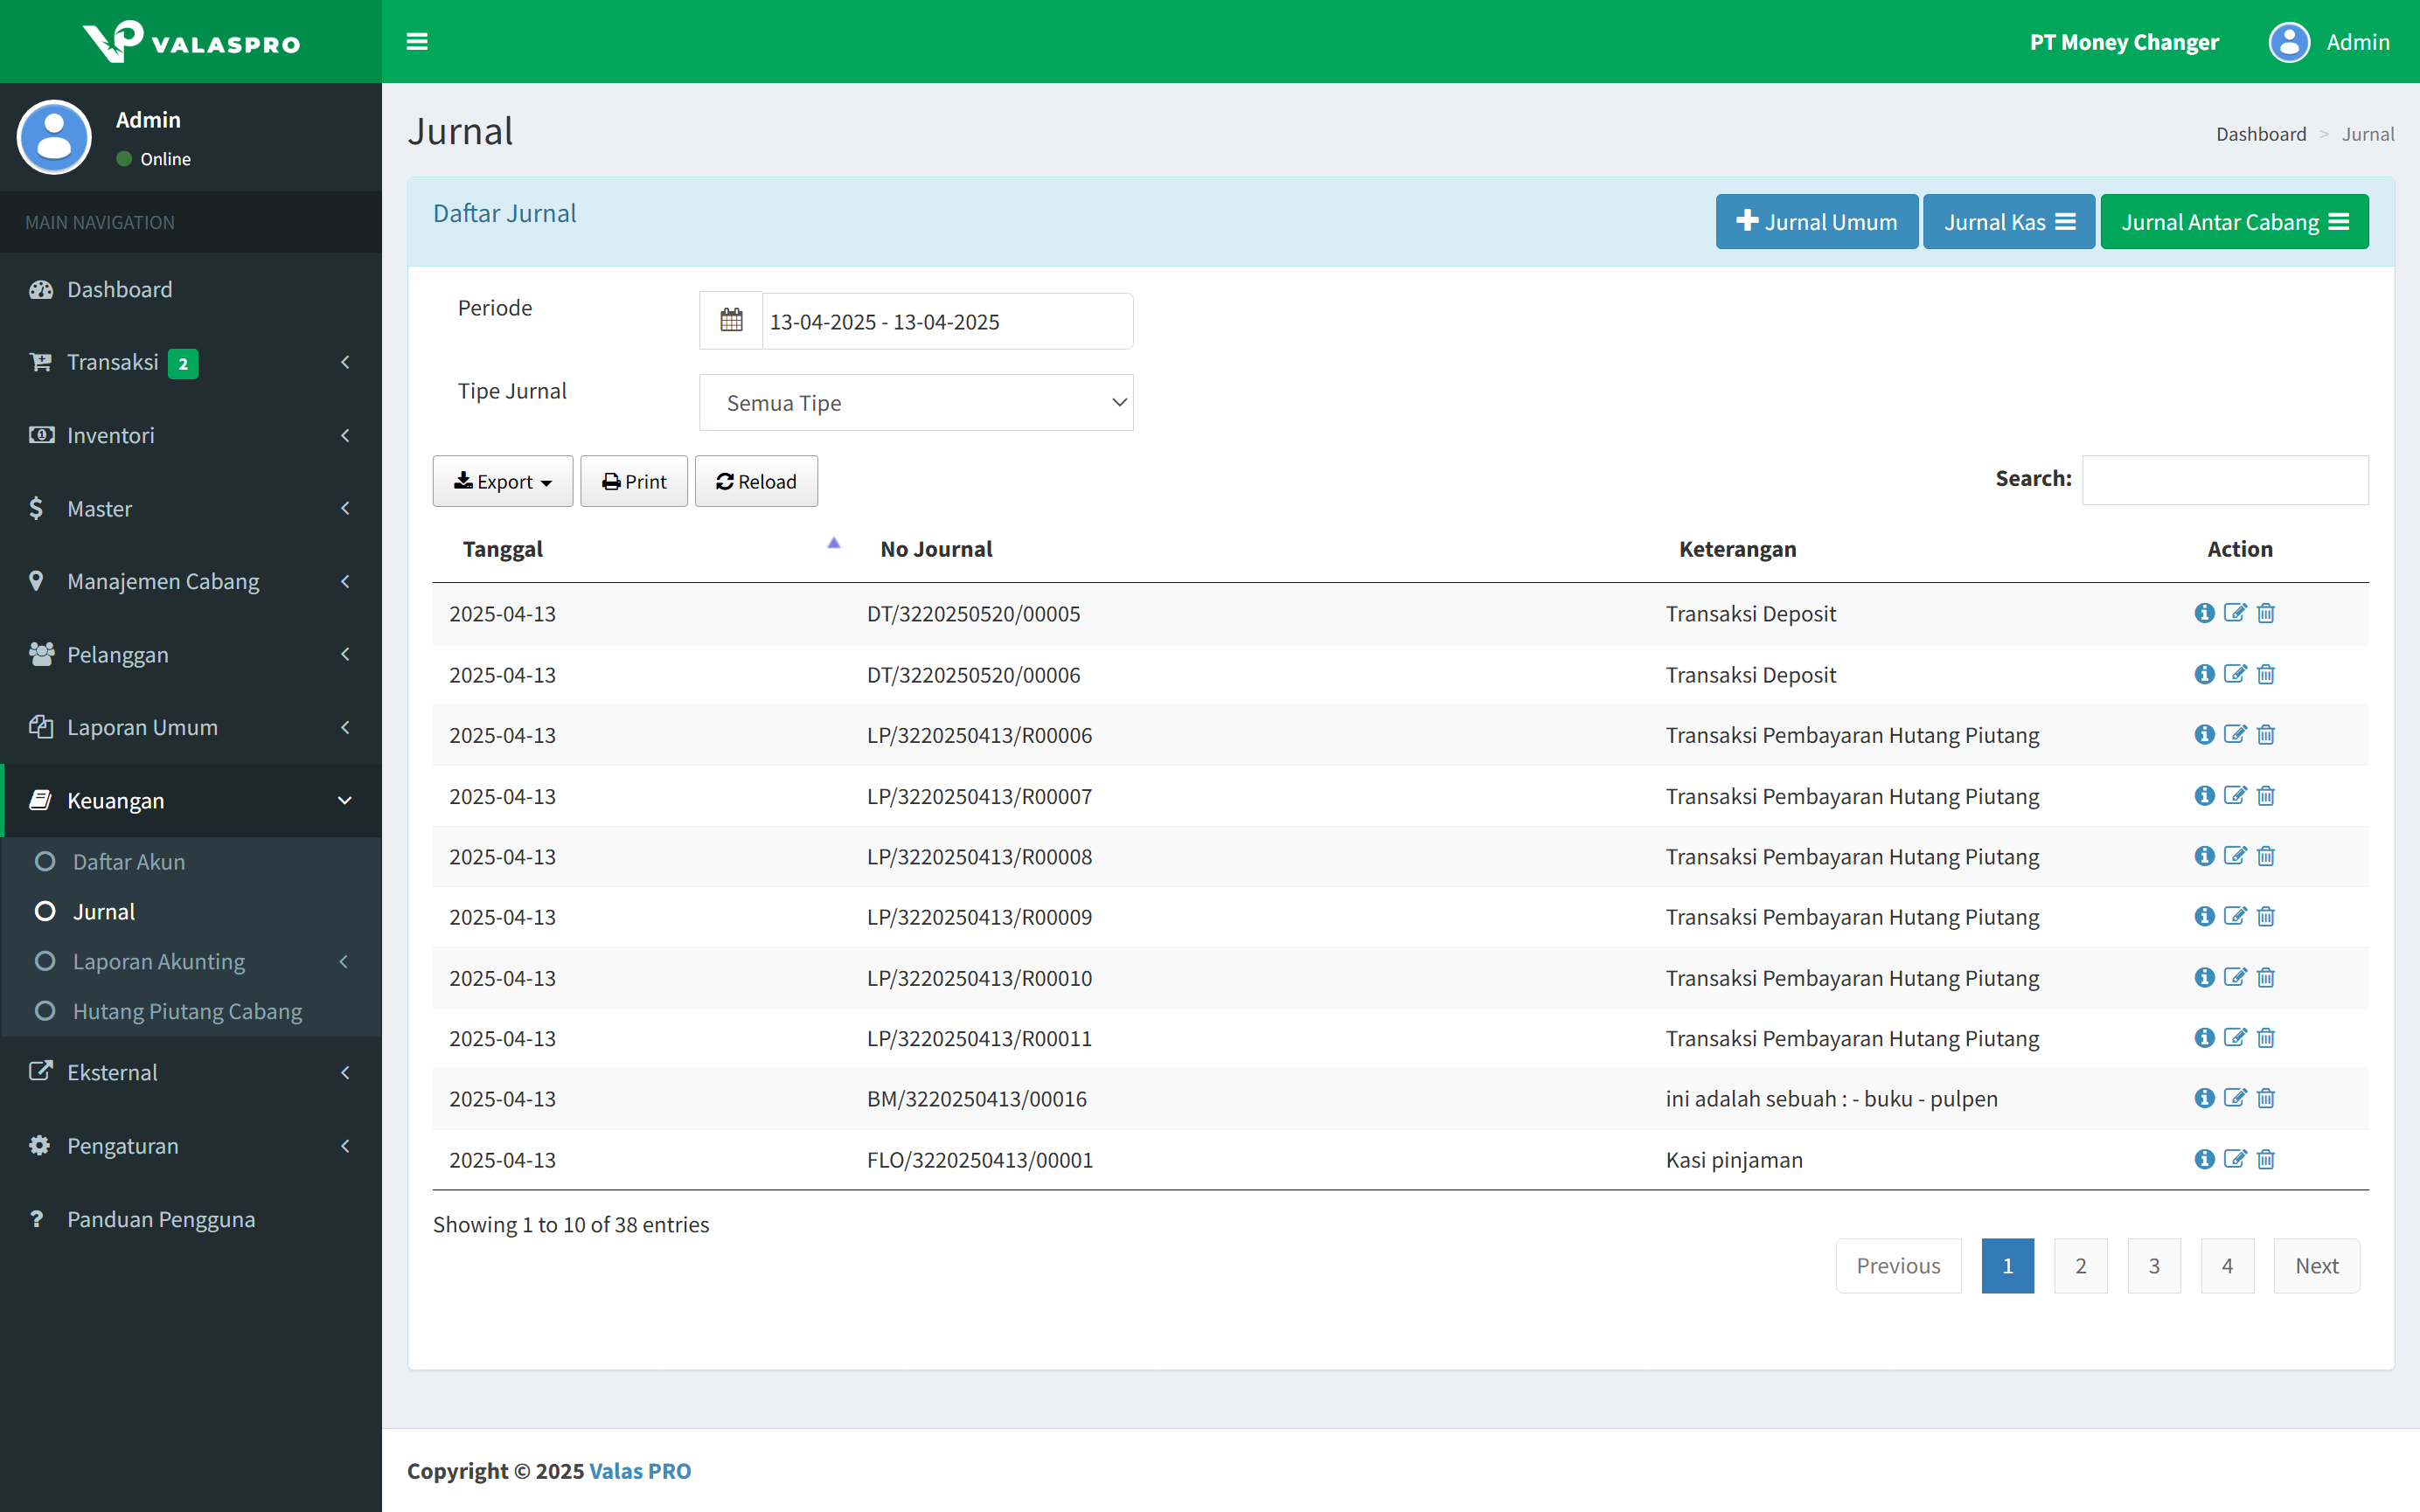 VALASPRO
PT Money Changer
Admin
Admin
Online
MAIN NAVIGATION
Dashboard
Transaksi 2
Inventori
Master
Manajemen Cabang
Pelanggan
Laporan Umum
Keuangan
Daftar Akun
Jurnal
Laporan Akunting
Hutang Piutang Cabang
Eksternal
Pengaturan
Panduan Pengguna
Jurnal
Dashboard > Jurnal
Daftar Jurnal
Jurnal Umum
Jurnal Kas
Jurnal Antar Cabang
Periode
13-04-2025 - 13-04-2025
Tipe Jurnal
Semua Tipe
Export
Print
Reload
Search:
Tanggal No Journal Keterangan Action
2025-04-13 DT/3220250520/00005 Transaksi Deposit
2025-04-13 DT/3220250520/00006 Transaksi Deposit
2025-04-13 LP/3220250413/R00006 Transaksi Pembayaran Hutang Piutang
2025-04-13 LP/3220250413/R00007 Transaksi Pembayaran Hutang Piutang
2025-04-13 LP/3220250413/R00008 Transaksi Pembayaran Hutang Piutang
2025-04-13 LP/3220250413/R00009 Transaksi Pembayaran Hutang Piutang
2025-04-13 LP/3220250413/R00010 Transaksi Pembayaran Hutang Piutang
2025-04-13 LP/3220250413/R00011 Transaksi Pembayaran Hutang Piutang
2025-04-13 BM/3220250413/00016 ini adalah sebuah : - buku - pulpen
2025-04-13 FLO/3220250413/00001 Kasi pinjaman
Showing 1 to 10 of 38 entries
Previous 1 2 3 4 Next
Copyright © 2025 Valas PRO